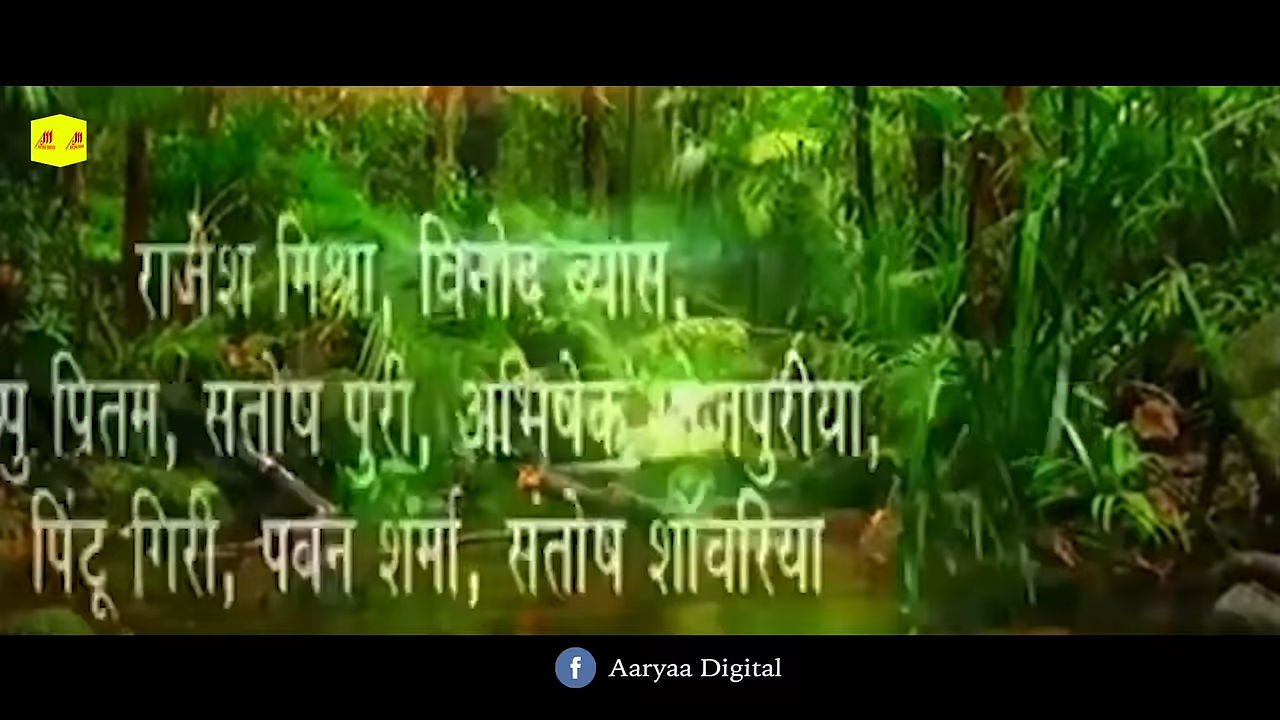 राजेश मिश्रा, विनोद ब्यास,
प्रितम, सतोष पुरी, अभिषेक
पिंटू गिरी, पवन शर्मा, संतोष शॉवरिया
Aaryaa Digital